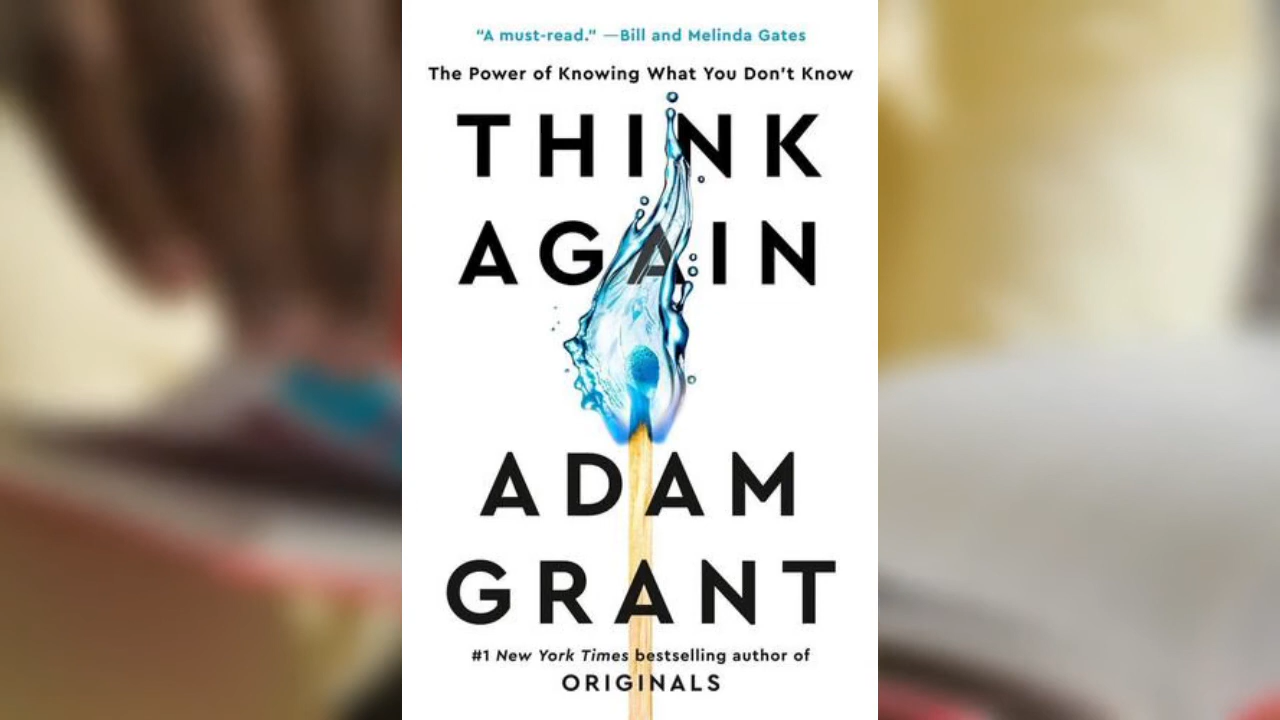 “A must-read.” —Bill and Melinda Gates
The Power of Knowing What You Don’t Know
THINK
AGAIN
ADAM
GRANT
#1 New York Times bestselling author of
ORIGINALS